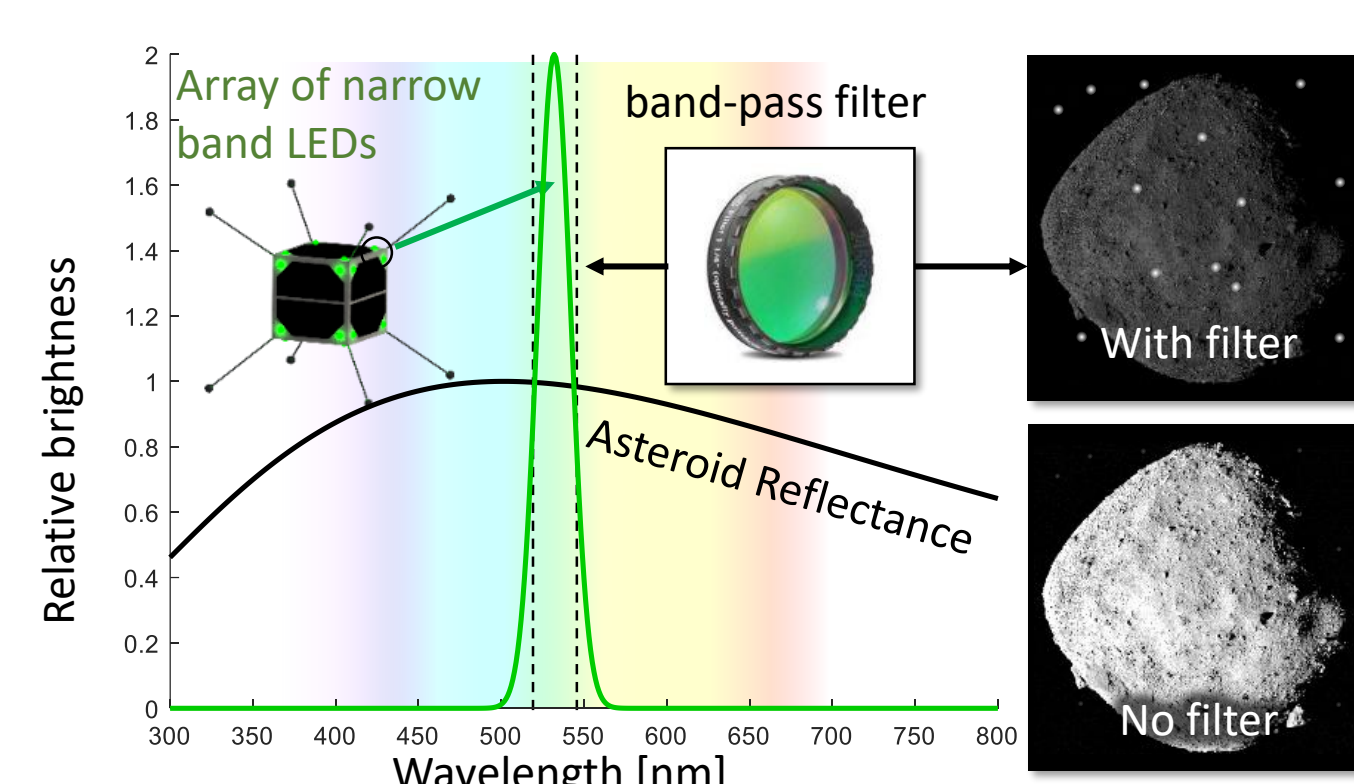 Array of narrow
band LEDs
band-pass filter
With filter
Asteroid Reflectance
No filter
Relative brightness
2
1.8
1.6
1.4
1.2
1
0.8
0.6
0.4
0.2
0
300 350 400 450 500 550 600 650 700 750 800
Wavelength [nm]